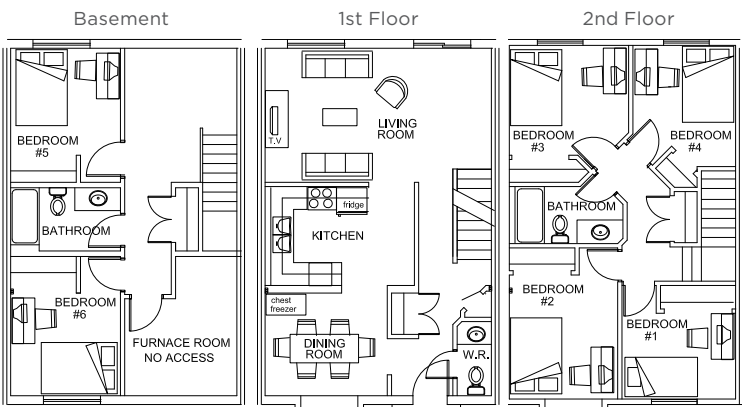 Basement
1st Floor
2nd Floor
BEDROOM
#5
BATHROOM
BEDROOM
#6
FURNACE ROOM
NO ACCESS
T.V
LIVING
ROOM
fridge
KITCHEN
chest
freezer
DINING
ROOM
W.R.
BEDROOM
#3
BEDROOM
#4
BATHROOM
BEDROOM
#2
BEDROOM
#1